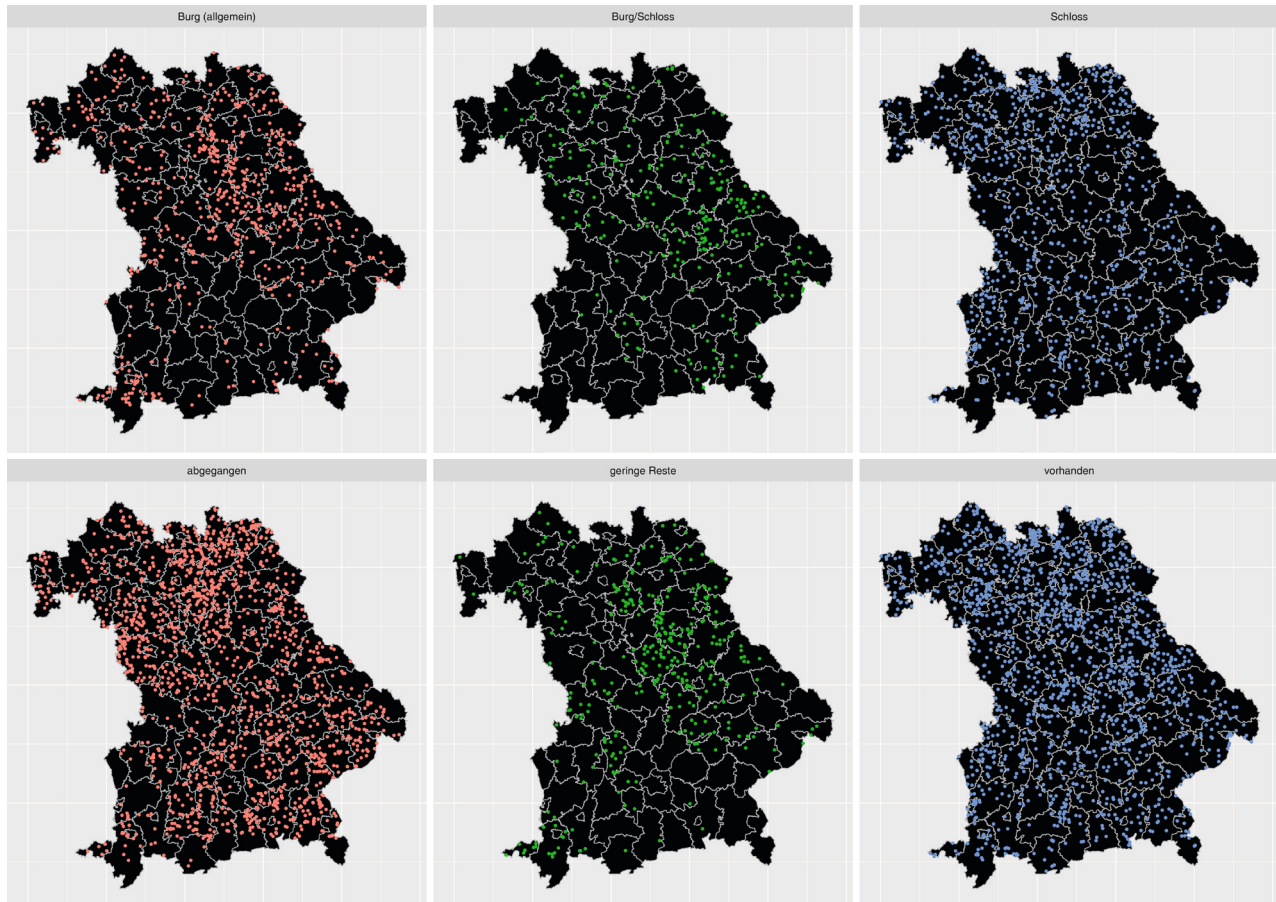 Burg (allgemein)
Burg/Schloss
Schloss
abgegangen
geringe Reste
vorhanden